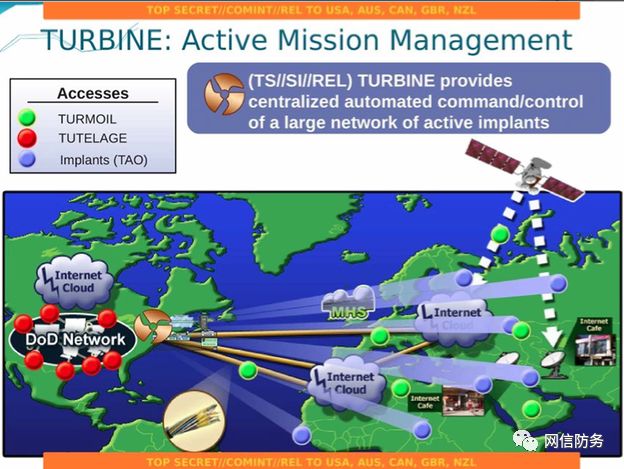 TOP SECRET//COMINT//REL TO USA, AUS, CAN, GBR, NZL
TURBINE: Active Mission Management
Accesses
TURMOIL
TUTELAGE
Implants (TAO)
(TS//SI//REL) TURBINE provides
centralized automated command/control
of a large network of active implants
Internet
Cloud
DoD Network
MHS
Internet
Cloud
Internet
Cafe
Internet
Cloud
Internet
Cafe
网信防务
TOP SECRET//COMINT//REL TO USA, AUS, CAN, GBR, NZL